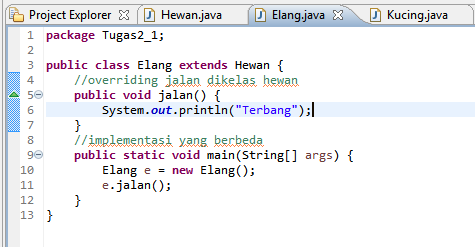 Project Explorer Hewan.java Elang.java Kucing.java
1 package Tugas2_1;
2
3 public class Elang extends Hewan {
4 //overriding jalan dikelas hewan
5 public void jalan() {
6 System.out.println("Terbang");
7 }
8 //implementasi yang berbeda
9 public static void main(String[] args) {
10 Elang e = new Elang();
11 e.jalan();
12 }
13 }